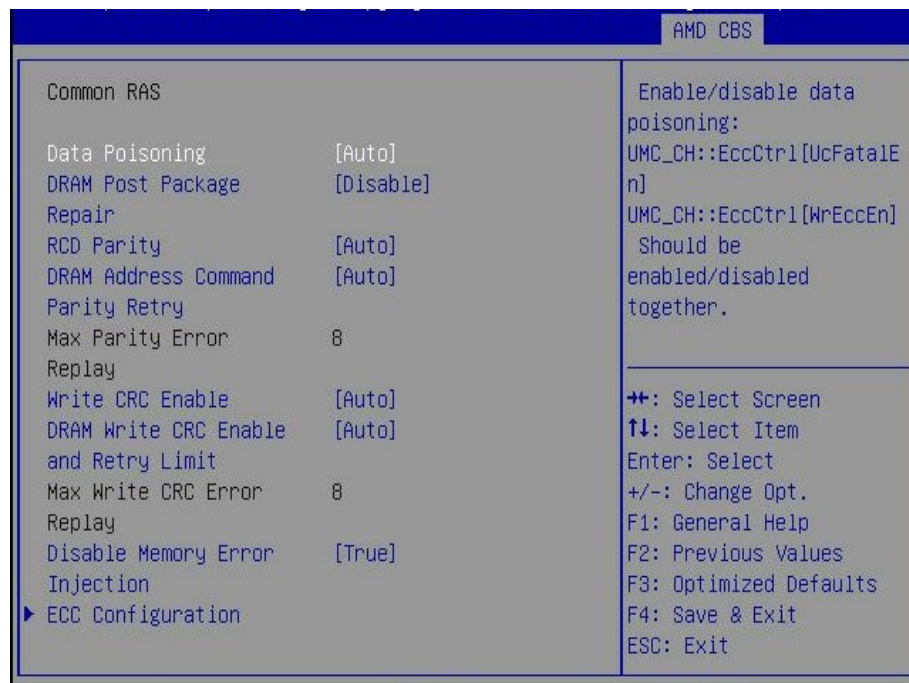 AMD CBS
Common RAS
Data Poisoning [Auto]
DRAM Post Package [Disable]
Repair
RCD Parity [Auto]
DRAM Address Command [Auto]
Parity Retry
Max Parity Error 8
Replay
Write CRC Enable [Auto]
DRAM Write CRC Enable [Auto]
and Retry Limit
Max Write CRC Error 8
Replay
Disable Memory Error [True]
Injection
ECC Configuration
Enable/disable data
poisoning:
UMC_CH::EccCtrl[UcFatalE
n]
UMC_CH::EccCtrl[WrEccEn]
Should be
enabled/disabled
together.
→←: Select Screen
↑↓: Select Item
Enter: Select
+/-: Change Opt.
F1: General Help
F2: Previous Values
F3: Optimized Defaults
F4: Save & Exit
ESC: Exit